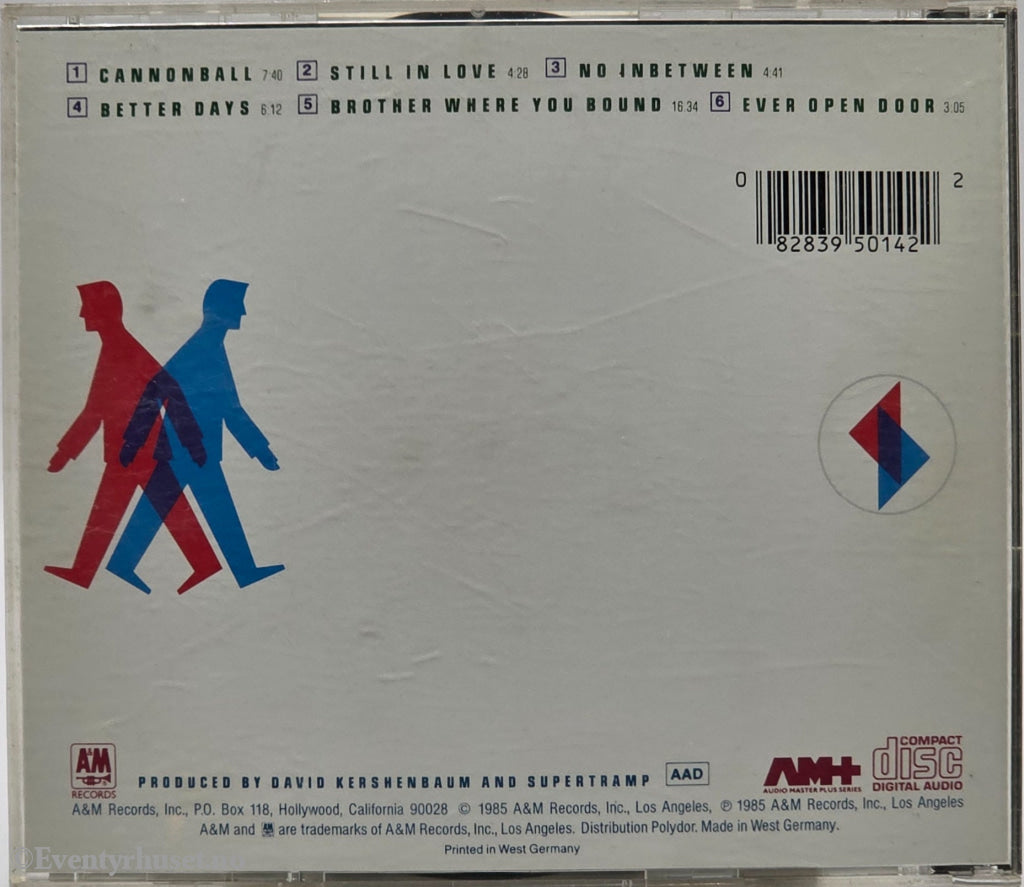 1 CANNONBALL 7:40 2 STILL IN LOVE 4:28 3 NO INBETWEEN 4:41
4 BETTER DAYS 6:12 5 BROTHER WHERE YOU BOUND 16:34 6 EVER OPEN DOOR 3:05
0 82839 50142 2
A&M
RECORDS
PRODUCED BY DAVID KERSHENBAUM AND SUPERTRAMP AAD
AM+
AUDIO MASTER PLUS SERIES
COMPACT
disc
DIGITAL AUDIO
A&M Records, Inc., P.O. Box 118, Hollywood, California 90028 © 1985 A&M Records, Inc., Los Angeles, ℗ 1985 A&M Records, Inc., Los Angeles
A&M and A&M are trademarks of A&M Records, Inc., Los Angeles. Distribution Polydor. Made in West Germany.
Printed in West Germany
©Eventyrhuset.no